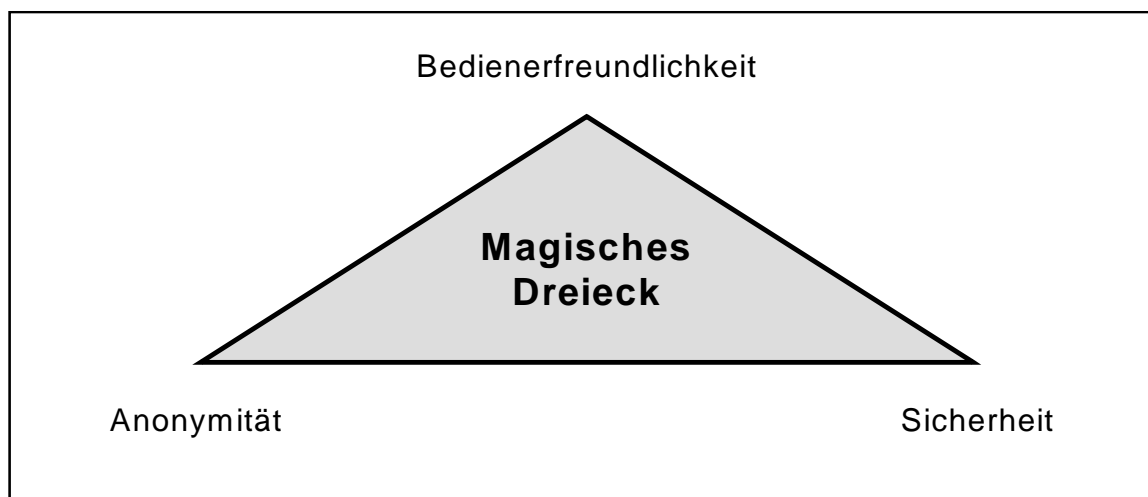 Bedienerfreundlichkeit
Magisches
Dreieck
Anonymität
Sicherheit